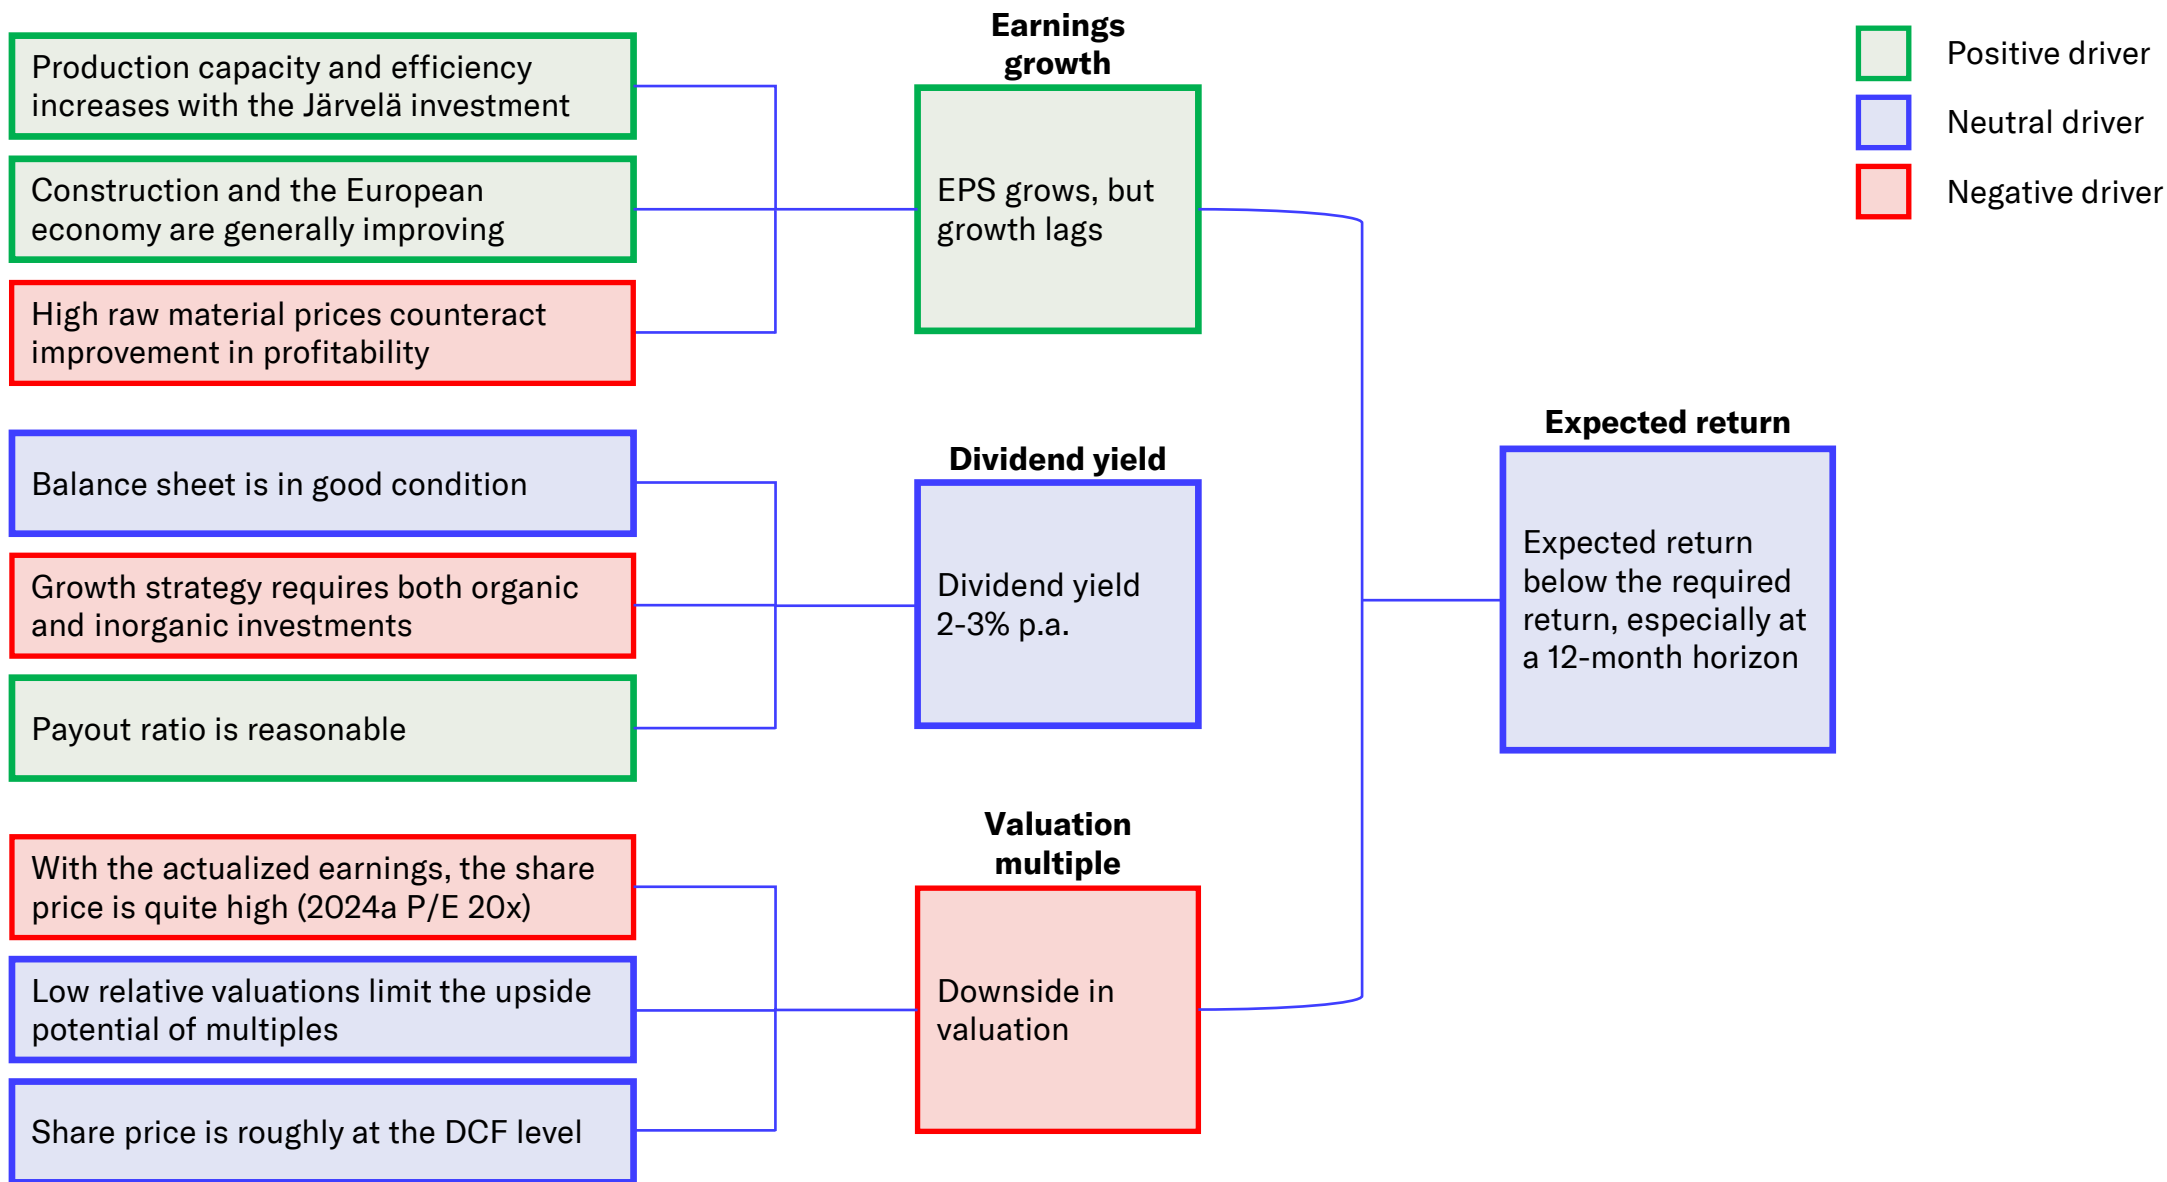 Earnings
growth
Production capacity and efficiency
increases with the Järvelä investment
Construction and the European
economy are generally improving
High raw material prices counteract
improvement in profitability
EPS grows, but
growth lags
Positive driver
Neutral driver
Negative driver
Dividend yield
Balance sheet is in good condition
Growth strategy requires both organic
and inorganic investments
Payout ratio is reasonable
Dividend yield
2-3% p.a.
Expected return
Expected return
below the required
return, especially at
a 12-month horizon
Valuation
multiple
With the actualized earnings, the share
price is quite high (2024a P/E 20x)
Low relative valuations limit the upside
potential of multiples
Share price is roughly at the DCF level
Downside in
valuation